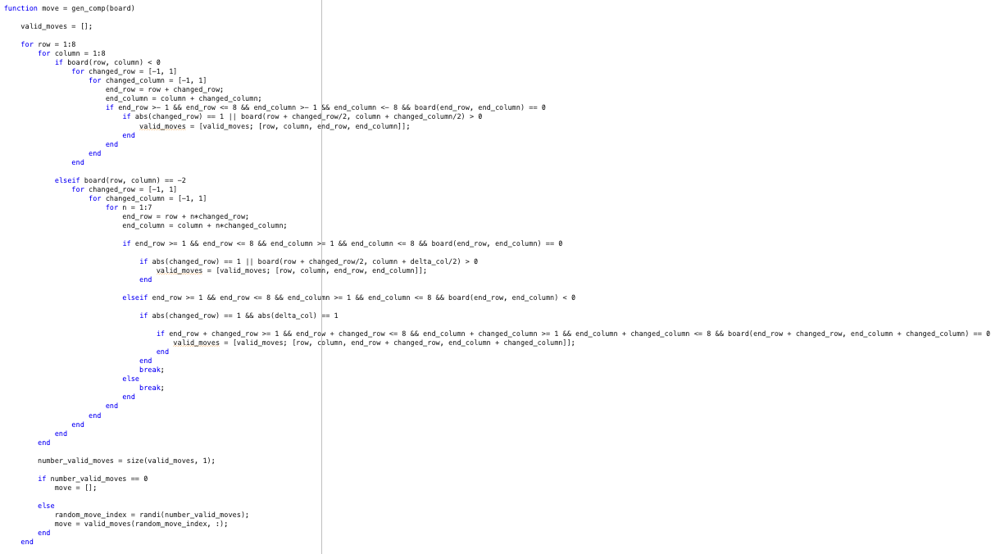 function move = gen_comp(board)
valid_moves = [];
for row = 1:8
for column = 1:8
if board(row, column) < 0
for changed_row = [-1, 1]
for changed_column = [-1, 1]
end_row = row + changed_row;
end_column = column + changed_column;
if end_row >= 1 && end_row <= 8 && end_column >= 1 && end_column <= 8 && board(end_row, end_column) == 0
if abs(changed_row) == 1 || board(row + changed_row/2, column + changed_column/2) > 0
valid_moves = [valid_moves; [row, column, end_row, end_column]];
end
end
end
end
elseif board(row, column) == -2
for changed_row = [-1, 1]
for changed_column = [-1, 1]
for n = 1:7
end_row = row + n*changed_row;
end_column = column + n*changed_column;
if end_row >= 1 && end_row <= 8 && end_column >= 1 && end_column <= 8 && board(end_row, end_column) == 0
if abs(changed_row) == 1 || board(row + changed_row/2, column + delta_col/2) > 0
valid_moves = [valid_moves; [row, column, end_row, end_column]];
end
elseif end_row >= 1 && end_row <= 8 && end_column >= 1 && end_column <= 8 && board(end_row, end_column) < 0
if abs(changed_row) == 1 && abs(delta_col) == 1
if end_row + changed_row >= 1 && end_row + changed_row <= 8 && end_column + changed_column >= 1 && end_column + changed_column <= 8 && board(end_row + changed_row, end_column + changed_column) == 0
valid_moves = [valid_moves; [row, column, end_row + changed_row, end_column + changed_column]];
end
end
break;
else
break;
end
end
end
end
end
end
number_valid_moves = size(valid_moves, 1);
if number_valid_moves == 0
move = [];
else
random_move_index = randi(number_valid_moves);
move = valid_moves(random_move_index, :);
end
end